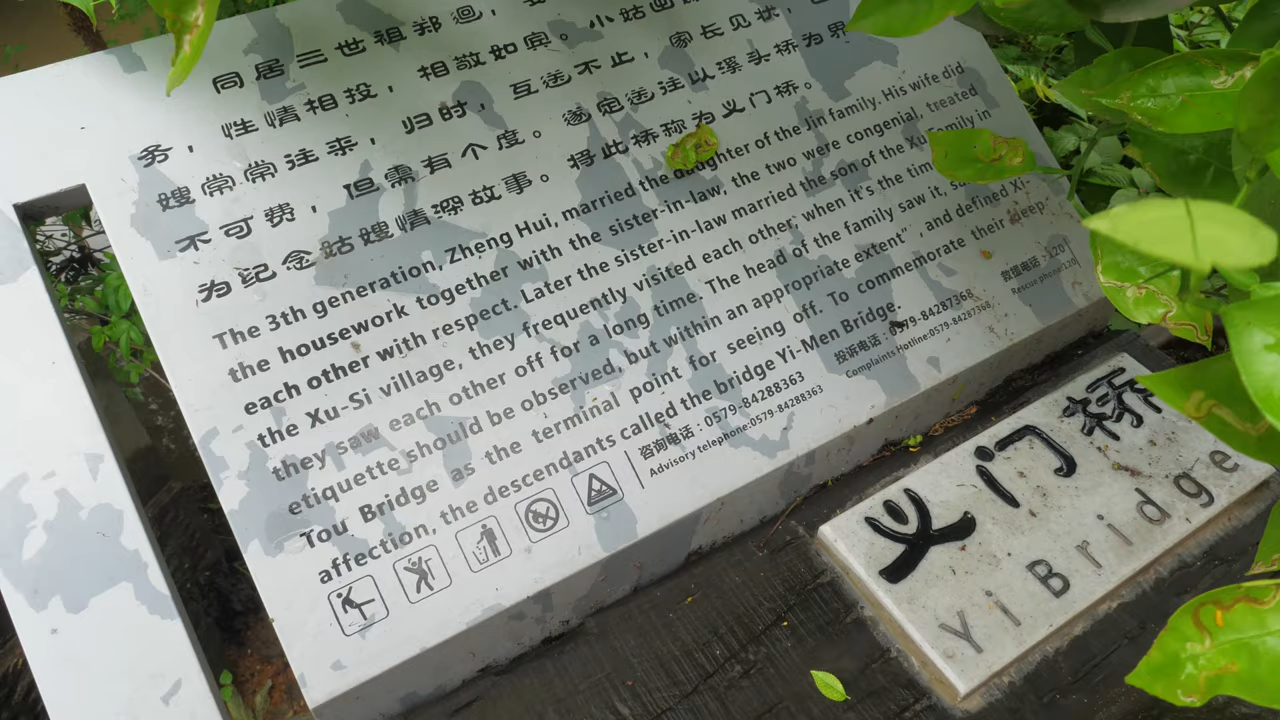 同居三世祖郑洄，
务，性情相投，相敬如宾。小姑
嫂常常往来，归时，互送不止，家长见状，
不可费，但需有个度。遂定送往以溪头桥为界
为纪念姑嫂情深故事。将此桥称为义门桥。
The 3th generation, Zheng Hui, married the daughter of the Jin family. His wife did
the housework together with the sister-in-law, the two were congenial, treated
each other with respect. Later the sister-in-law married the son of the Xu Family in
the Xu-Si village, they frequently visited each other; when it's the
they saw each other off for a long time. The head of the family saw it,
etiquette should be observed, but within an appropriate extent", and defined Xi-
Tou Bridge as the terminal point for seeing off. To commemorate their deep
affection, the descendants called the bridge Yi-Men Bridge.
咨询电话：0579-84288363
Advisory telephone:0579-84288363
投诉电话：0579-84287368
Complaints Hotline:0579-84287368
救援电话：120
Rescue phone:120
义门桥
Yi Bridge